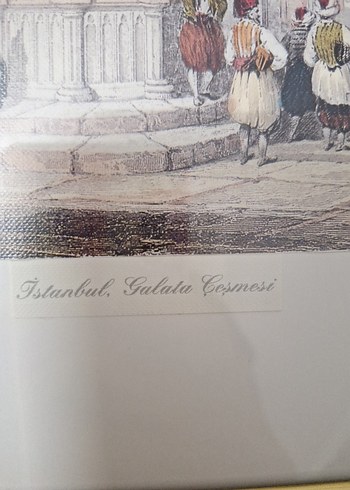 İstanbul, Galata Çeşmesi